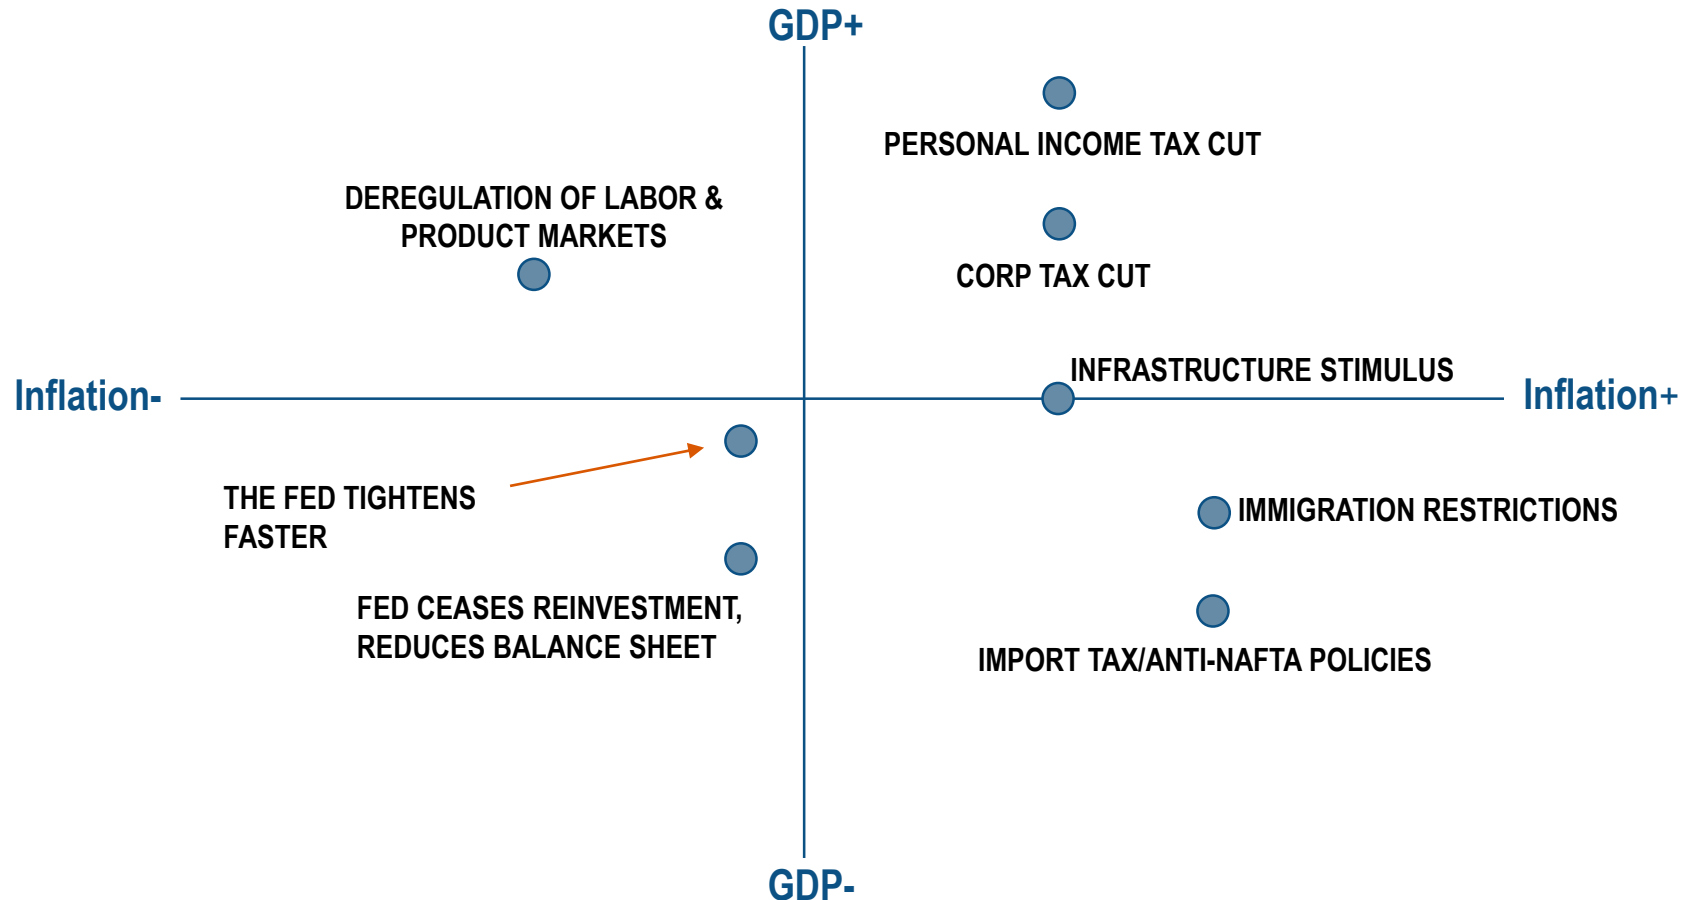 GDP+
PERSONAL INCOME TAX CUT
DEREGULATION OF LABOR &
PRODUCT MARKETS
CORP TAX CUT
INFRASTRUCTURE STIMULUS
Inflation-
Inflation+
THE FED TIGHTENS
FASTER
IMMIGRATION RESTRICTIONS
FED CEASES REINVESTMENT,
REDUCES BALANCE SHEET
IMPORT TAX/ANTI-NAFTA POLICIES
GDP-